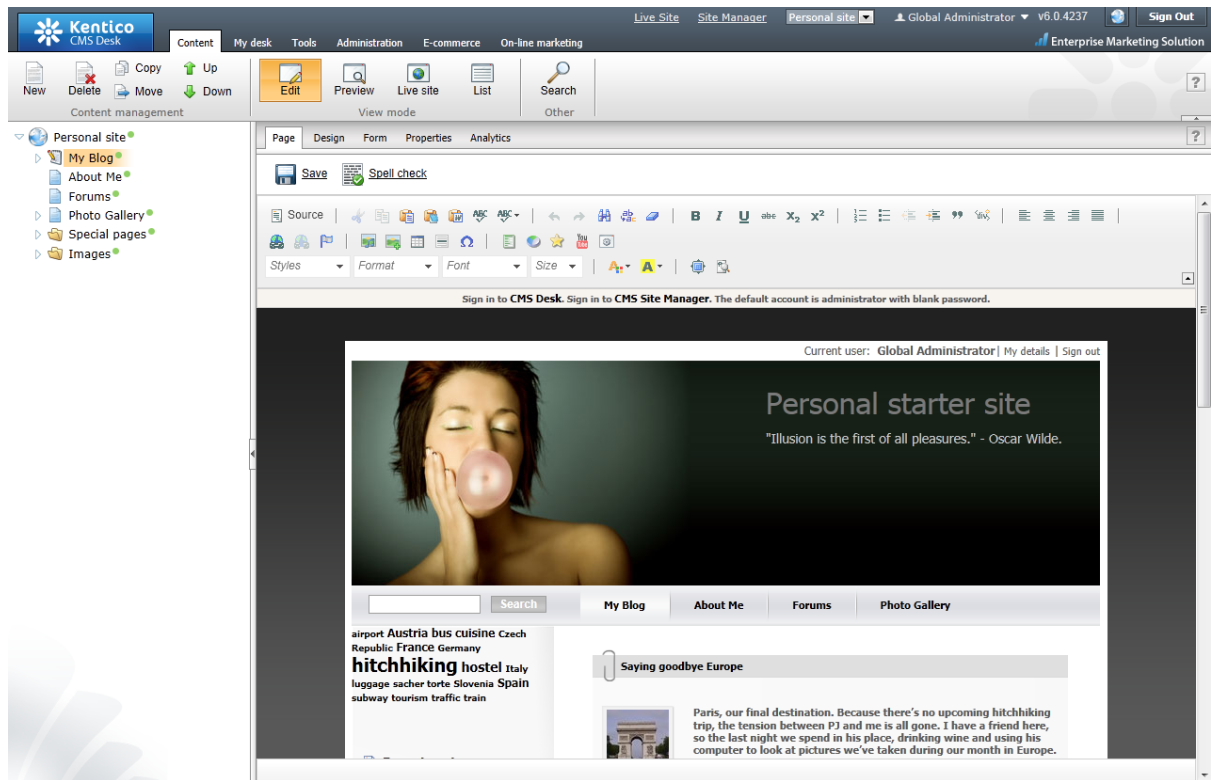 Kentico
CMS Desk
Live Site Site Manager Personal site Global Administrator v6.0.4237 Sign Out
Content My desk Tools Administration E-commerce On-line marketing
Enterprise Marketing Solution
New Delete Copy Move Up Down
Content management
Edit Preview Live site List
View mode
Search
Other
?
Personal site
My Blog
About Me
Forums
Photo Gallery
Special pages
Images
Page Design Form Properties Analytics
?
Save Spell check
Source
B I U abc X₂ X²
Styles Format Font Size
Sign in to CMS Desk. Sign in to CMS Site Manager. The default account is administrator with blank password.
Current user: Global Administrator| My details | Sign out
Personal starter site
"Illusion is the first of all pleasures." - Oscar Wilde.
Search
My Blog About Me Forums Photo Gallery
airport Austria bus cuisine Czech
Republic France Germany
hitchhiking hostel Italy
luggage sacher torte Slovenia Spain
subway tourism traffic train
Saying goodbye Europe
Paris, our final destination. Because there's no upcoming hitchhiking
trip, the tension between PJ and me is all gone. I have a friend here,
so the last night we spend in his place, drinking wine and using his
computer to look at pictures we've taken during our month in Europe.